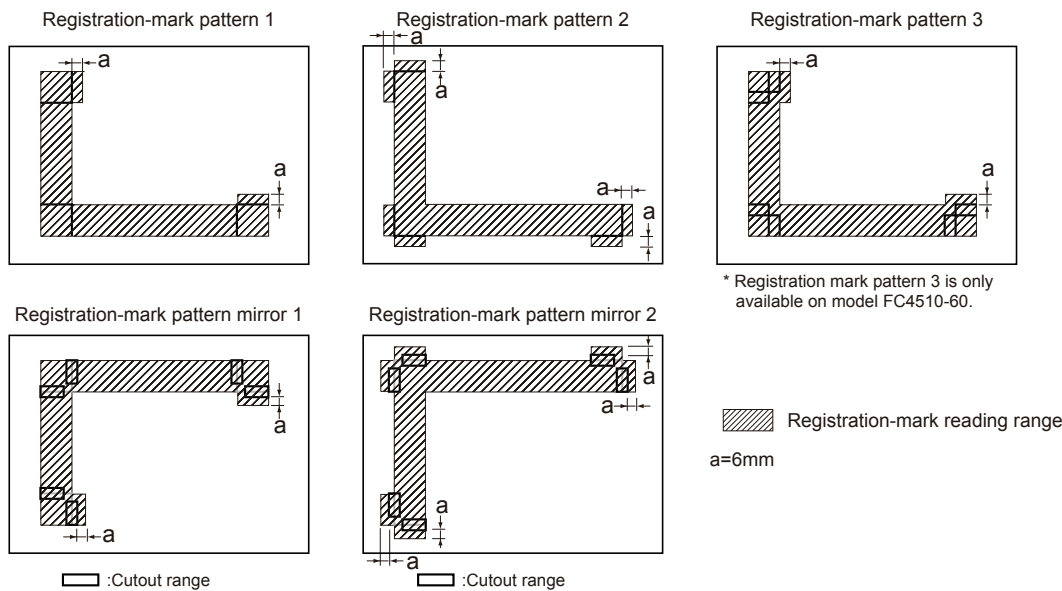 Registration-mark pattern 1
Registration-mark pattern 2
Registration-mark pattern 3
a
a
a
a
a
a
a
a
* Registration mark pattern 3 is only
available on model FC4510-60.
Registration-mark pattern mirror 1
Registration-mark pattern mirror 2
a
a
a
a
a
a
Registration-mark reading range
a=6mm
:Cutout range
:Cutout range